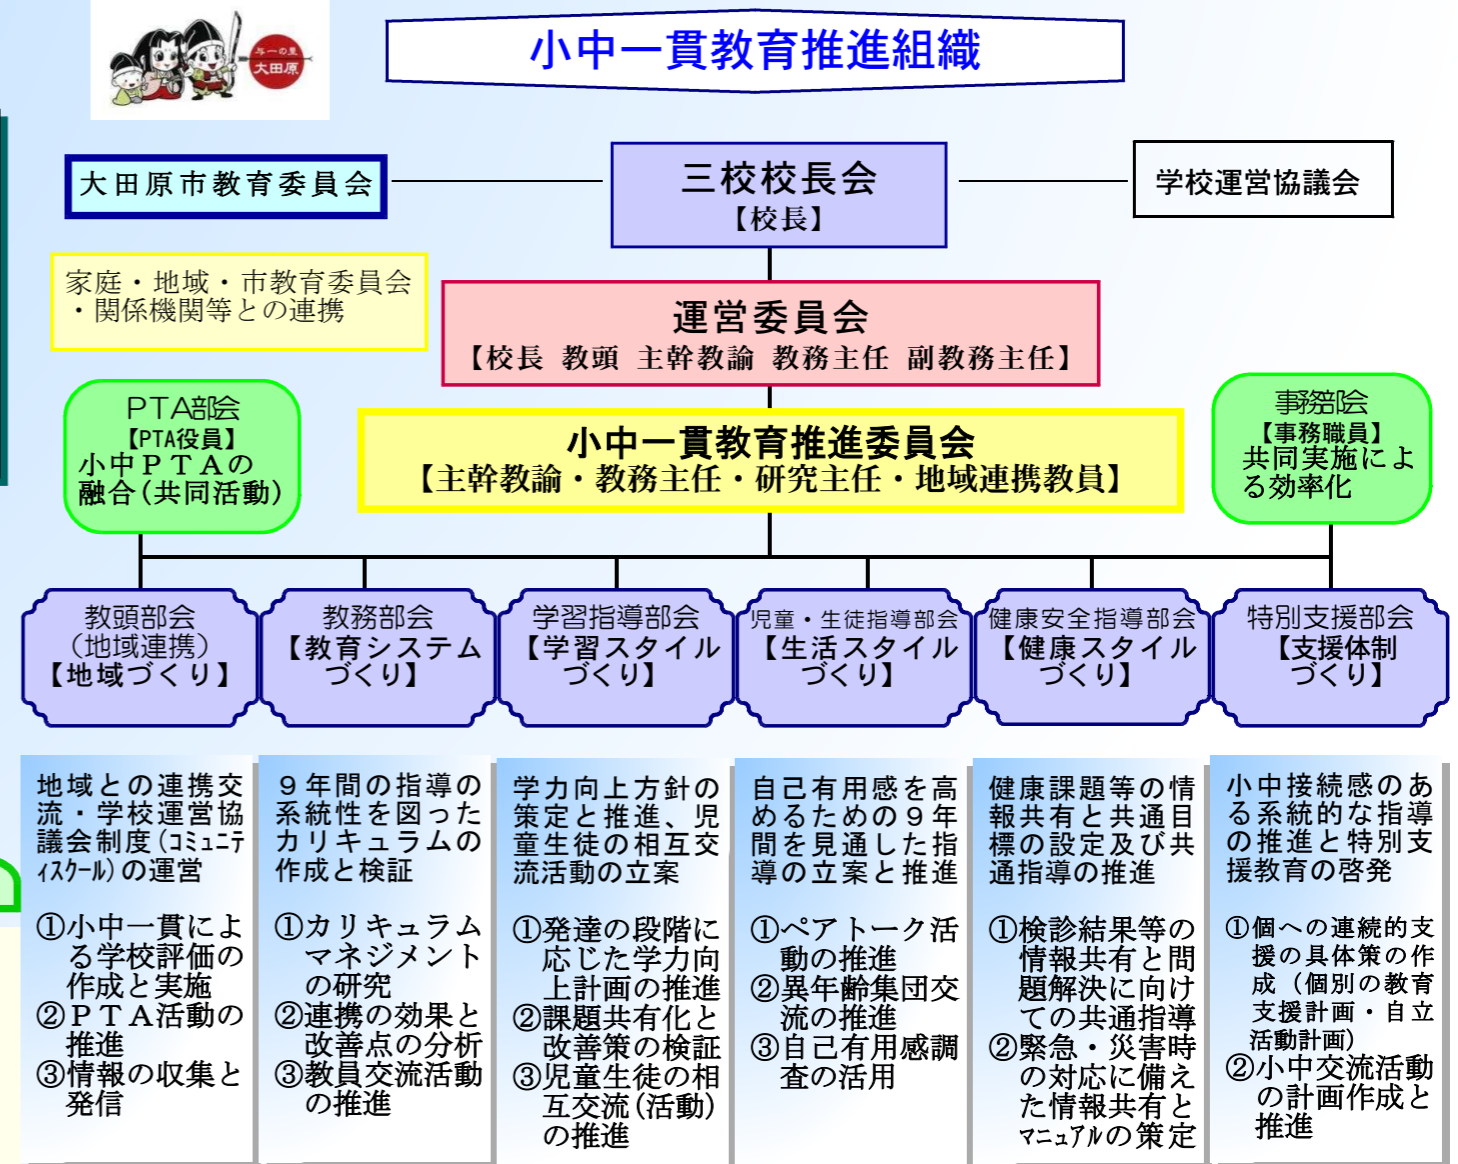 与一の里
大田原
小中一貫教育推進組織
大田原市教育委員会
三校校長会
【校長】
学校運営協議会
家庭・地域・市教育委員会
・関係機関等との連携
運営委員会
【校長 教頭 主幹教諭 教務主任 副教務主任】
PTA部会
【PTA役員】
小中PTAの
融合(共同活動)
小中一貫教育推進委員会
【主幹教諭・教務主任・研究主任・地域連携教員】
事務部会
【事務職員】
共同実施によ
る効率化
教頭部会
(地域連携)
【地域づくり】
教務部会
【教育システム
づくり】
学習指導部会
【学習スタイル
づくり】
児童・生徒指導部会
【生活スタイル
づくり】
健康安全指導部会
【健康スタイル
づくり】
特別支援部会
【支援体制
づくり】
地域との連携交
流・学校運営協
議会制度(コミュニテ
ィスクール)の運営
①小中一貫によ
る学校評価の
作成と実施
②PTA活動の
推進
③情報の収集と
発信
9年間の指導の
系統性を図った
カリキュラムの
作成と検証
①カリキュラム
マネジメント
の研究
②連携の効果と
改善点の分析
③教員交流活動
の推進
学力向上方針の
策定と推進、児
童生徒の相互交
流活動の立案
①発達の段階に
応じた学力向
上計画の推進
②課題共有化と
改善策の検証
③児童生徒の相
互交流(活動)
の推進
自己有用感を高
めるための9年
間を見通した指
導の立案と推進
①ペアトーク活
動の推進
②異年齢集団交
流の推進
③自己有用感調
査の活用
健康課題等の情
報共有と共通目
標の設定及び共
通指導の推進
①検診結果等の
情報共有と問
題解決に向け
ての共通指導
②緊急・災害時
の対応に備え
た情報共有と
マニュアルの策定
小中接続感のあ
る系統的な指導
の推進と特別支
援教育の啓発
①個への連続的支
援の具体策の作
成(個別の教育
支援計画・自立
活動計画)
②小中交流活動
の計画作成と
推進